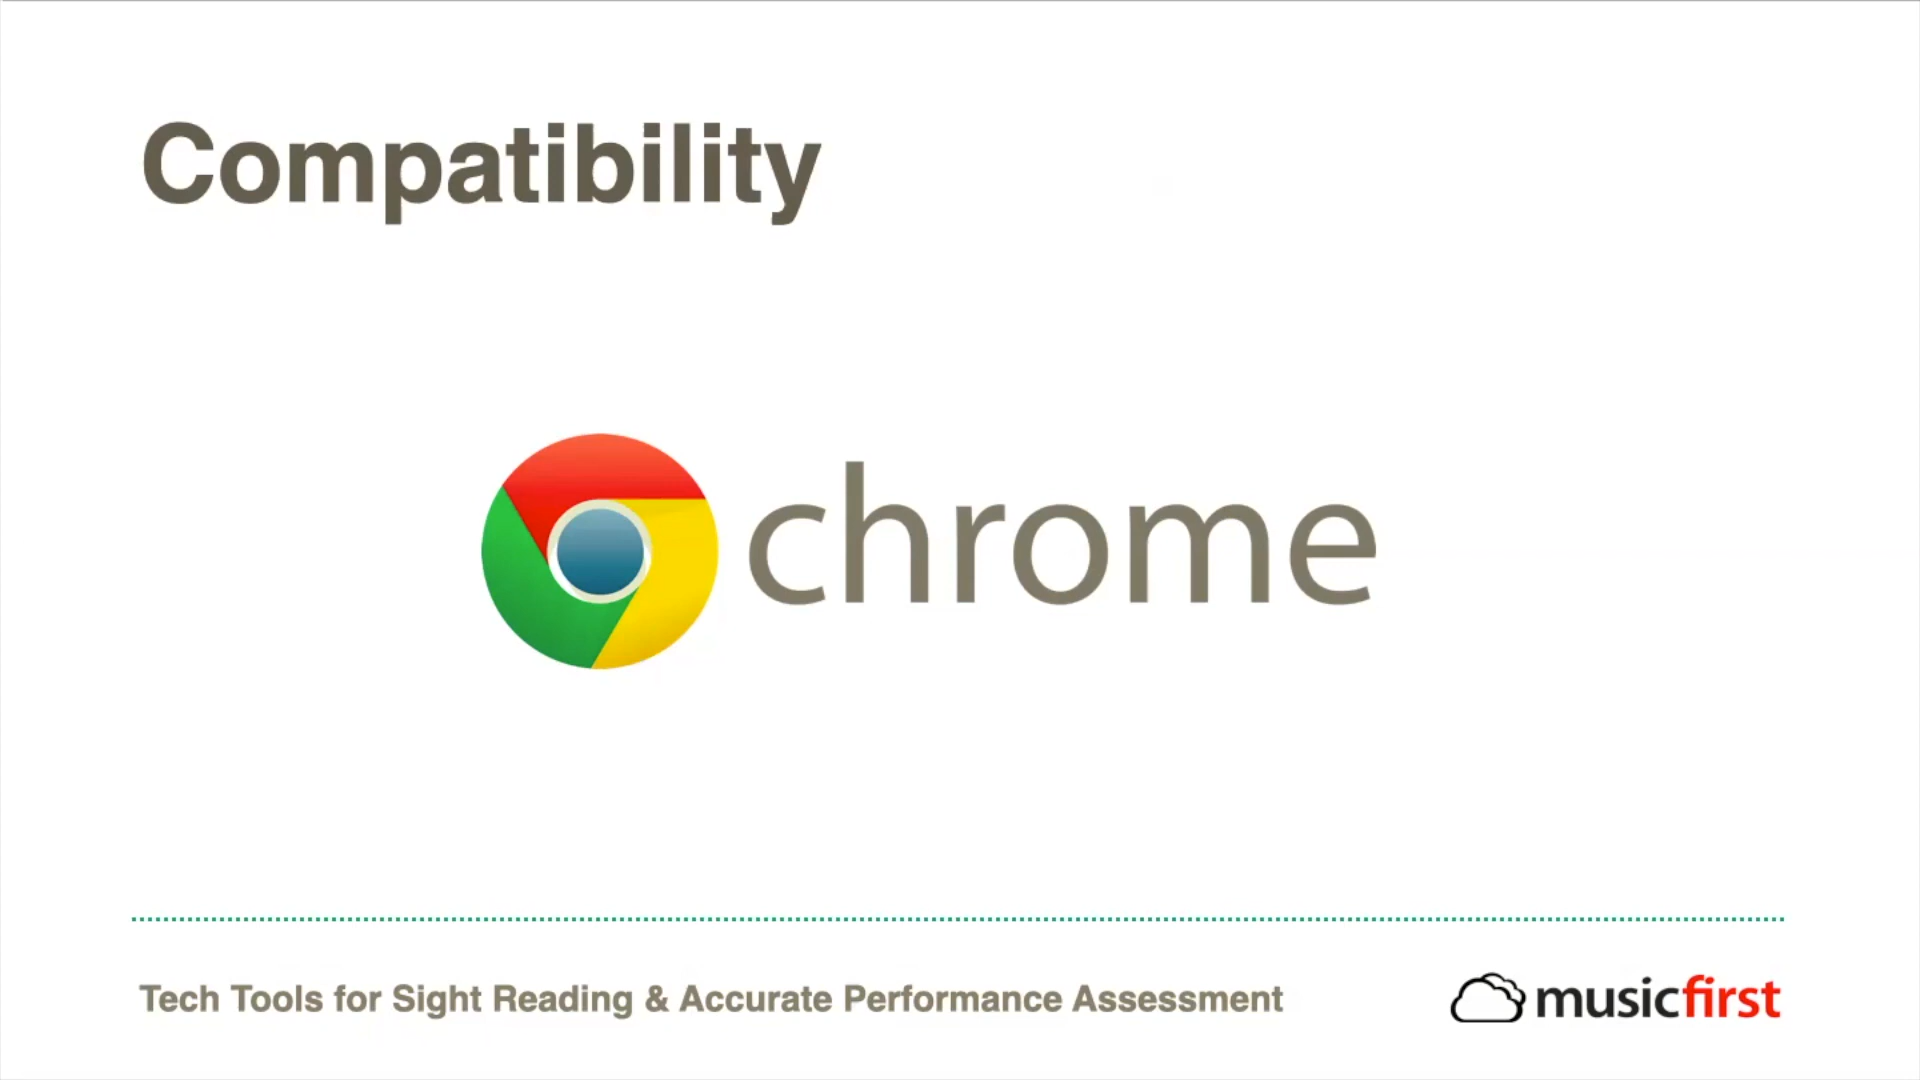 Compatibility
chrome
Tech Tools for Sight Reading & Accurate Performance Assessment
musicfirst